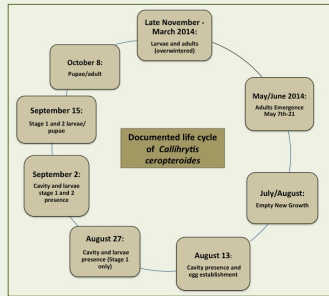 Late November -
March 2014:
Larvae and adults
(overwintered)
October 8:
Pupae/adult
May/June 2014:
Adults Emergence
May 7th-21
September 15:
Stage 1 and 2 larvae/
pupae
Documented life cycle
of Callihrytis
ceropteroides
September 2:
Cavity and larvae
stage 1 and 2
presence
July/August:
Empty New Growth
August 27:
Cavity and larvae
presence (Stage 1
only)
August 13:
Cavity presence and
egg establishment